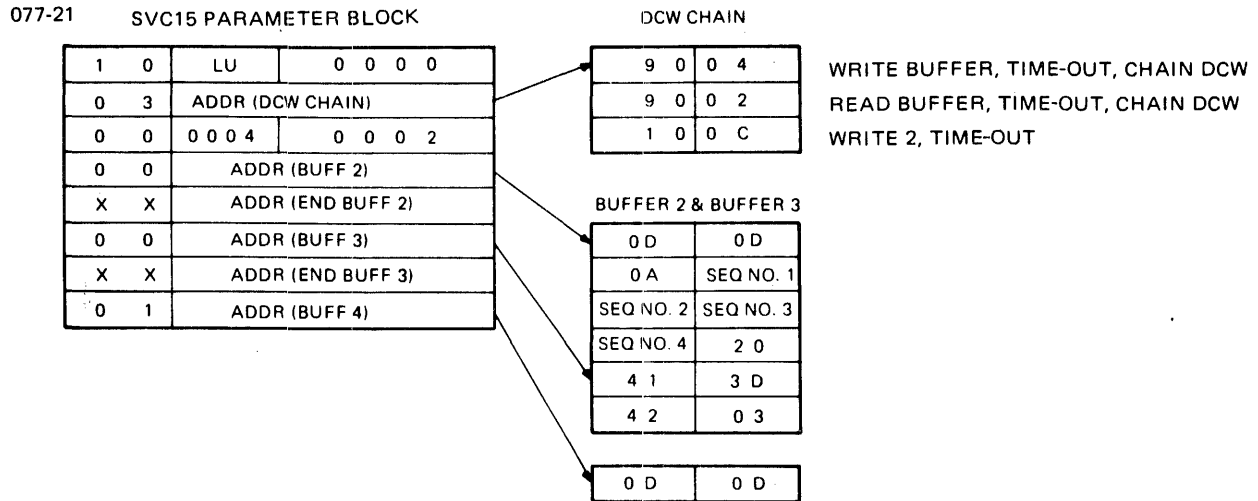 077-21
SVC15 PARAMETER BLOCK
1 0 LU 0 0 0 0
0 3 ADDR (DCW CHAIN)
0 0 0 0 0 4 0 0 0 2
0 0 ADDR (BUFF 2)
X X ADDR (END BUFF 2)
0 0 ADDR (BUFF 3)
X X ADDR (END BUFF 3)
0 1 ADDR (BUFF 4)
DCW CHAIN
9 0 0 4 WRITE BUFFER, TIME-OUT, CHAIN DCW
9 0 0 2 READ BUFFER, TIME-OUT, CHAIN DCW
1 0 0 C WRITE 2, TIME-OUT
BUFFER 2 & BUFFER 3
0 D 0 D
0 A SEQ NO. 1
SEQ NO. 2 SEQ NO. 3
SEQ NO. 4 2 0
4 1 3 D
4 2 0 3
0 D 0 D